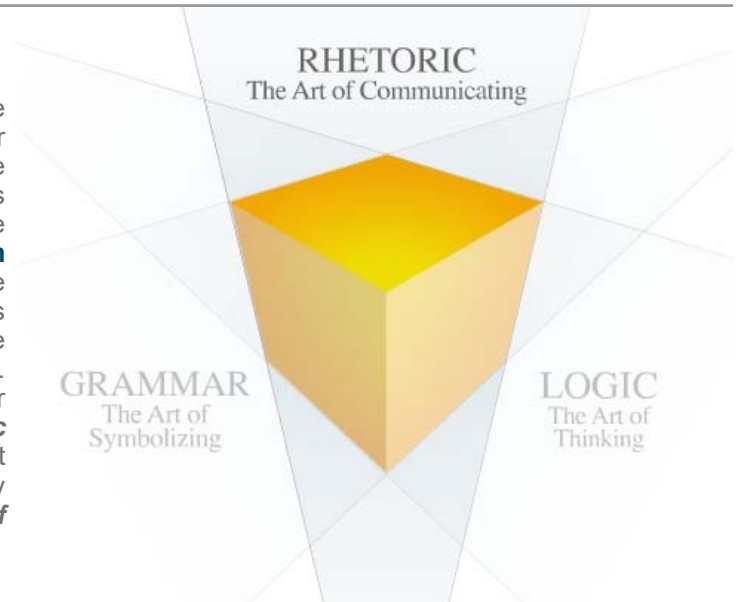 RHETORIC
The Art of Communicating
GRAMMAR
The Art of
Symbolizing
LOGIC
The Art of
Thinking